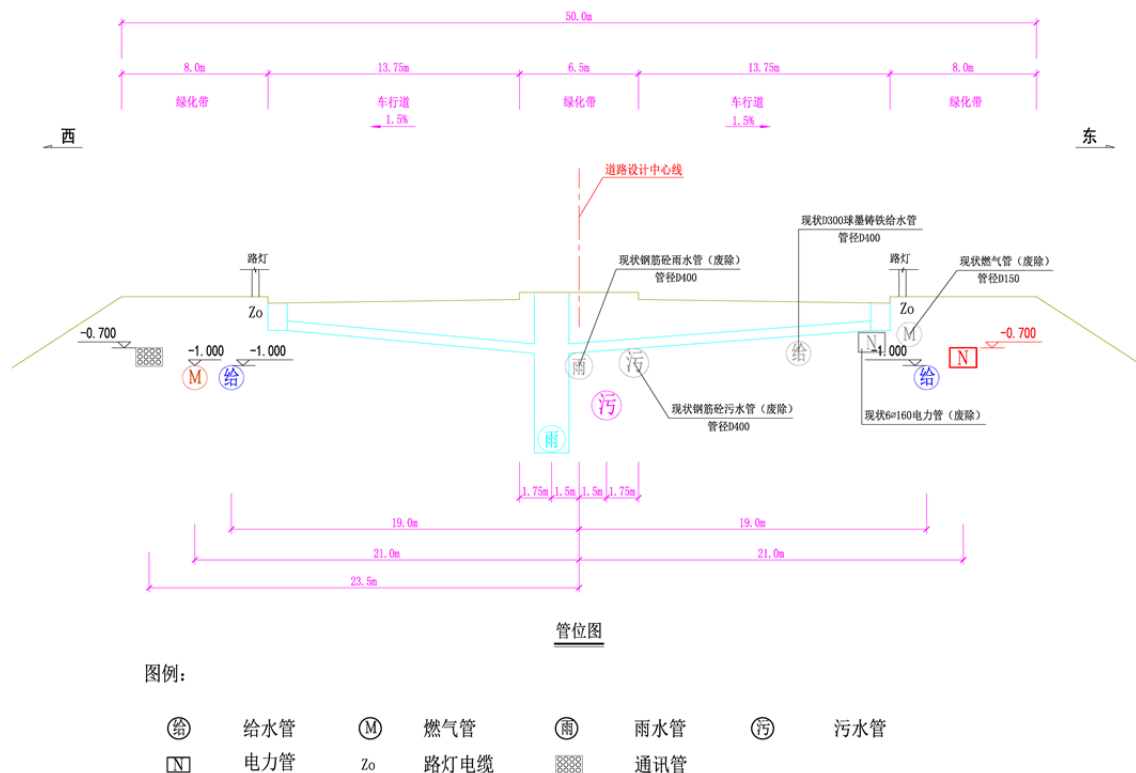 50.0m
8.0m 13.75m 6.5m 13.75m 8.0m
绿化带 车行道 绿化带 车行道 绿化带
1.5% 1.5%
西 东
道路设计中心线
现状D300球墨铸铁给水管
管径D400
路灯 现状钢筋砼雨水管（废除） 路灯 现状燃气管（废除）
管径D400 管径D150
Zo Zo
-0.700 M -0.700
N
-1.000 -1.000 给 -1.000
雨 污 N
M 给 给
污 现状钢筋砼污水管（废除） 现状6∅160电力管（废除）
管径D400
雨
1.75m 1.5m 1.5m 1.75m
19.0m 19.0m
21.0m 21.0m
23.5m
管位图
图例：
给 给水管 M 燃气管 雨 雨水管 污 污水管
N 电力管 Zo 路灯电缆 通讯管